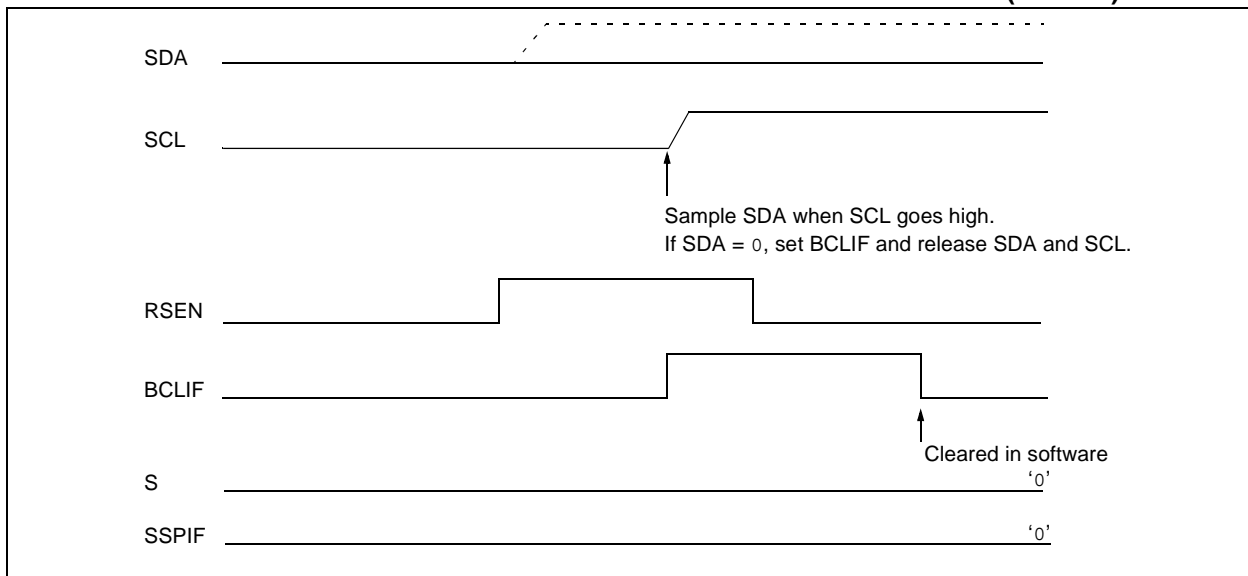 SDA
SCL
Sample SDA when SCL goes high.
If SDA = 0, set BCLIF and release SDA and SCL.
RSEN
BCLIF
Cleared in software
S
‘0’
SSPIF
‘0’